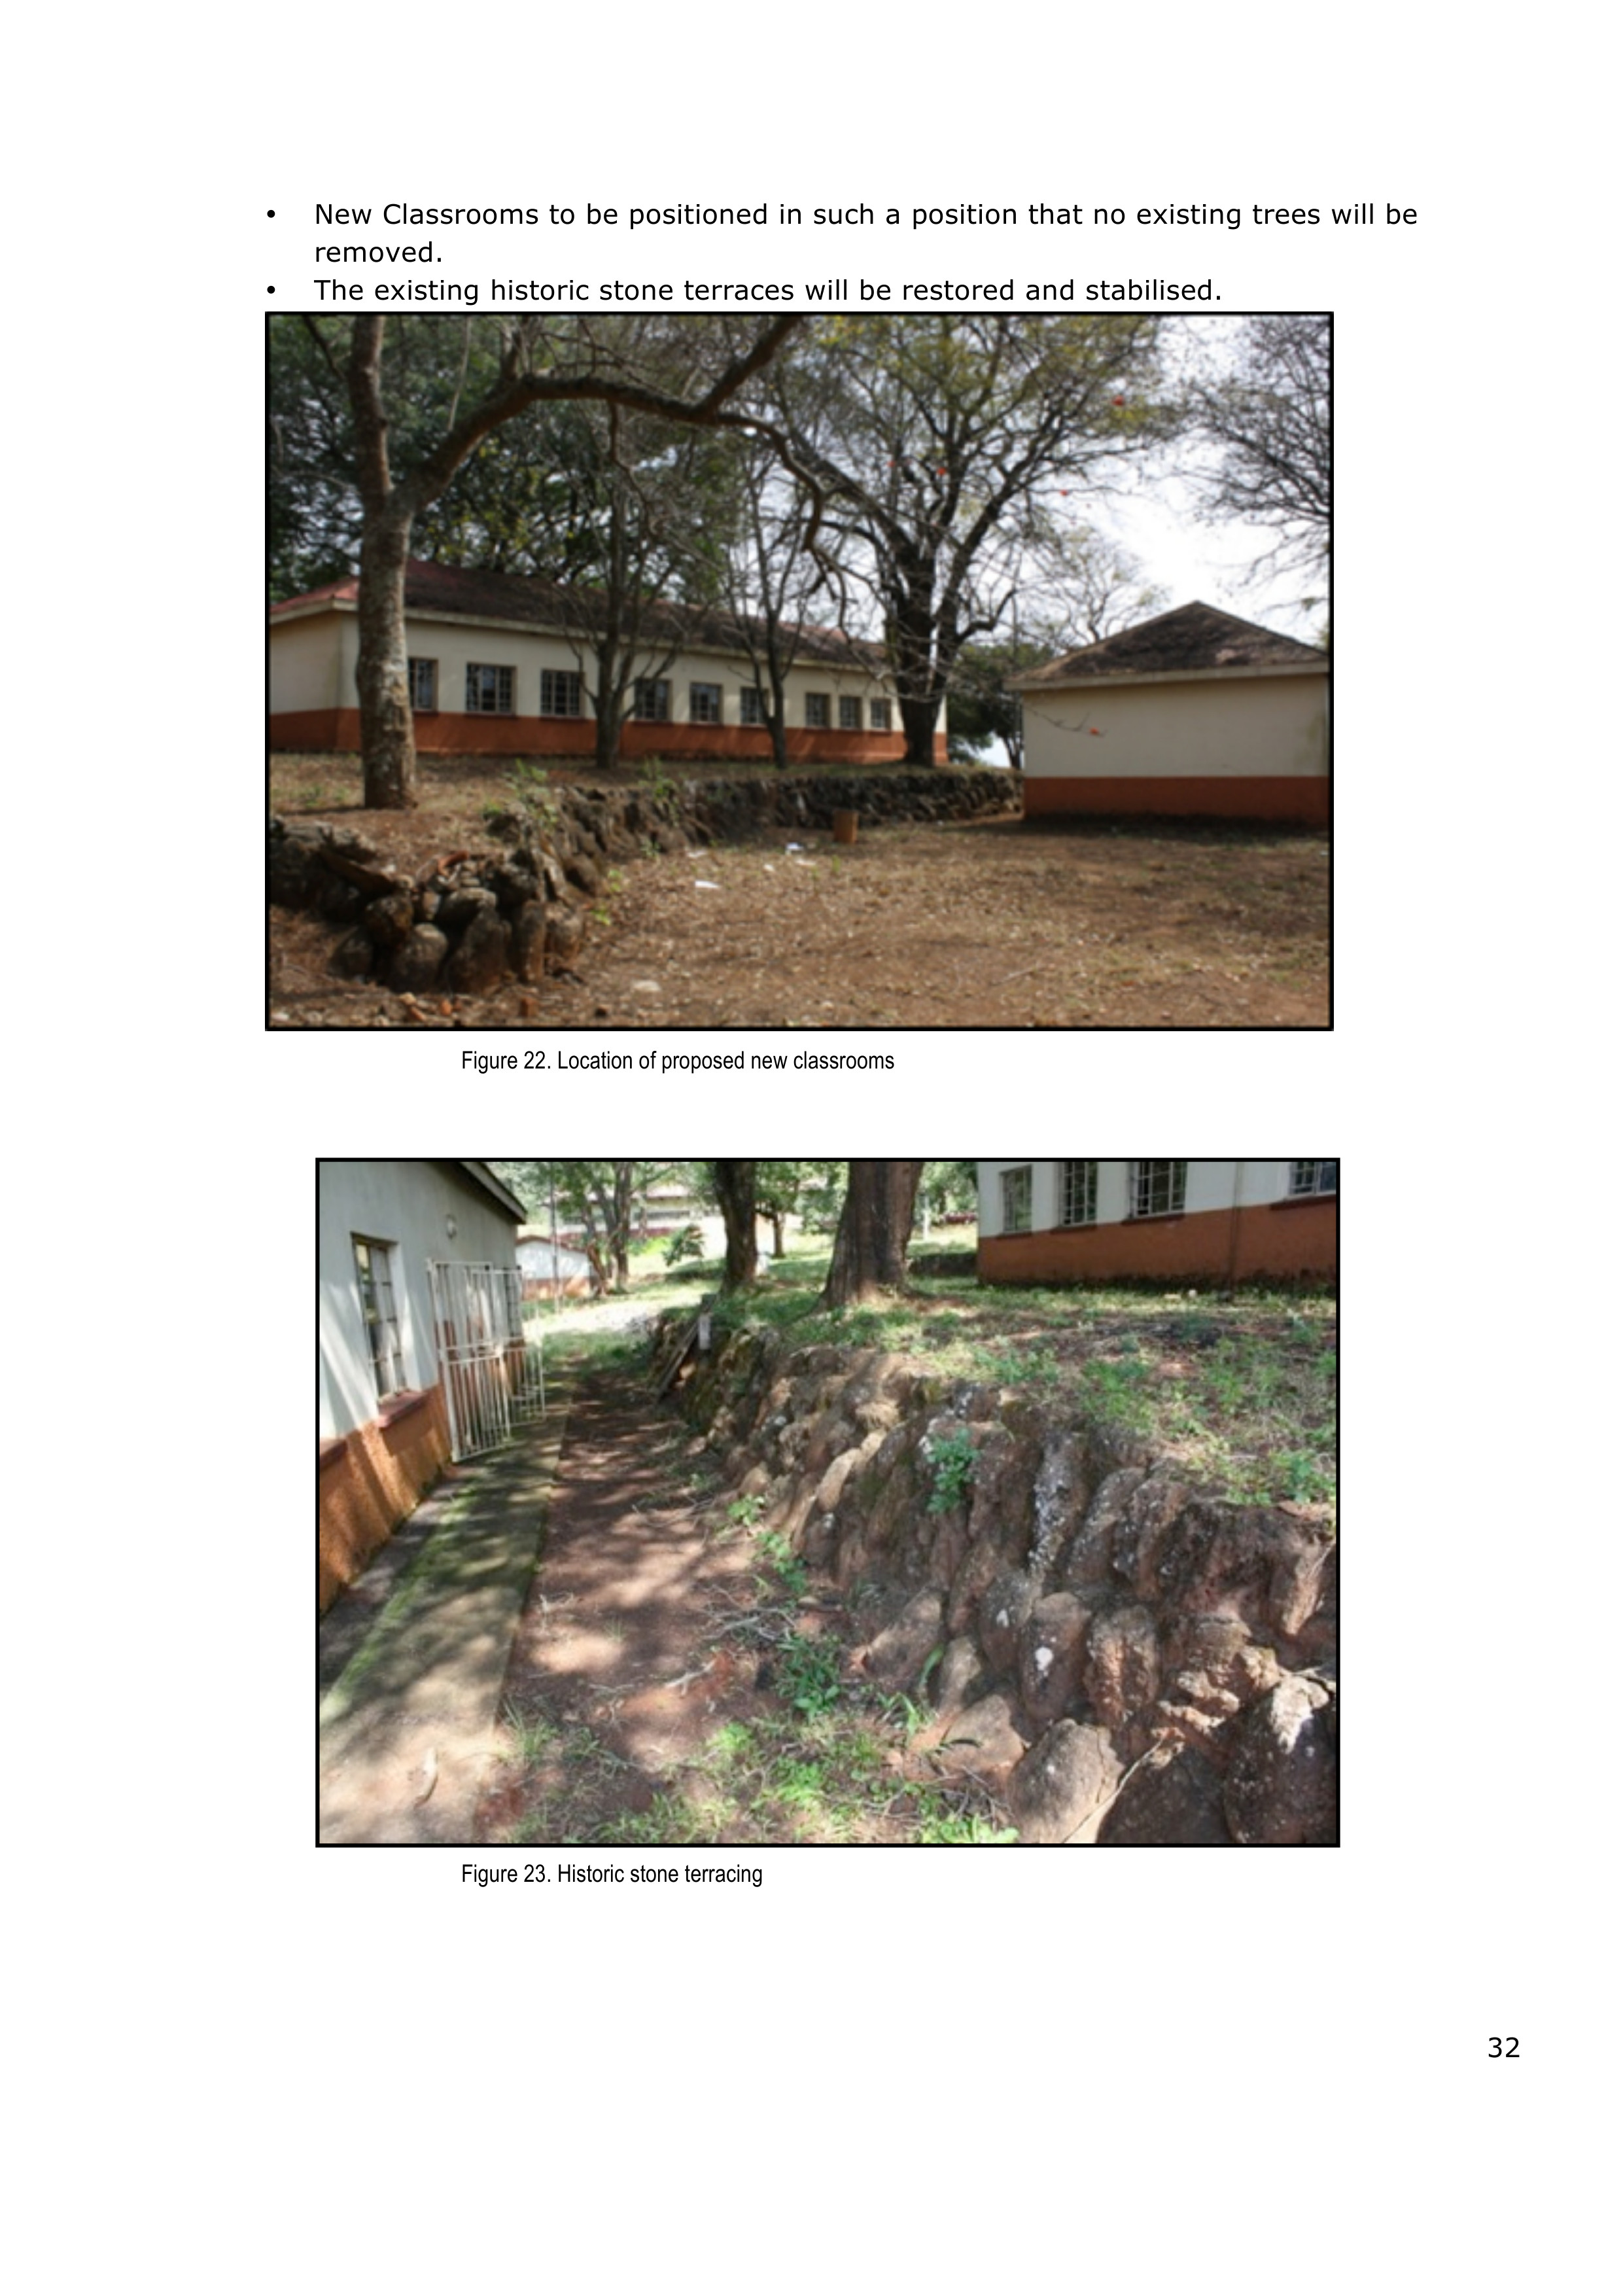 • New Classrooms to be positioned in such a position that no existing trees will be
removed.
• The existing historic stone terraces will be restored and stabilised.
Figure 22. Location of proposed new classrooms
Figure 23. Historic stone terracing
32